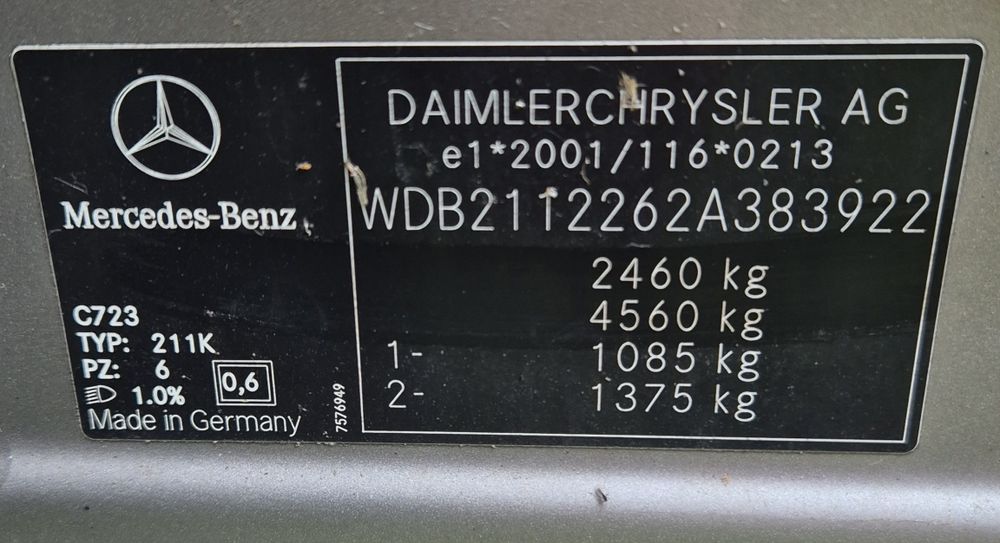 Mercedes-Benz
C723
TYP: 211K
PZ: 6
1.0%
0,6
Made in Germany
7576949
DAIMLERCHRYSLER AG
e1*2001/116*0213
WDB2112262A383922
2460 kg
4560 kg
1- 1085 kg
2- 1375 kg